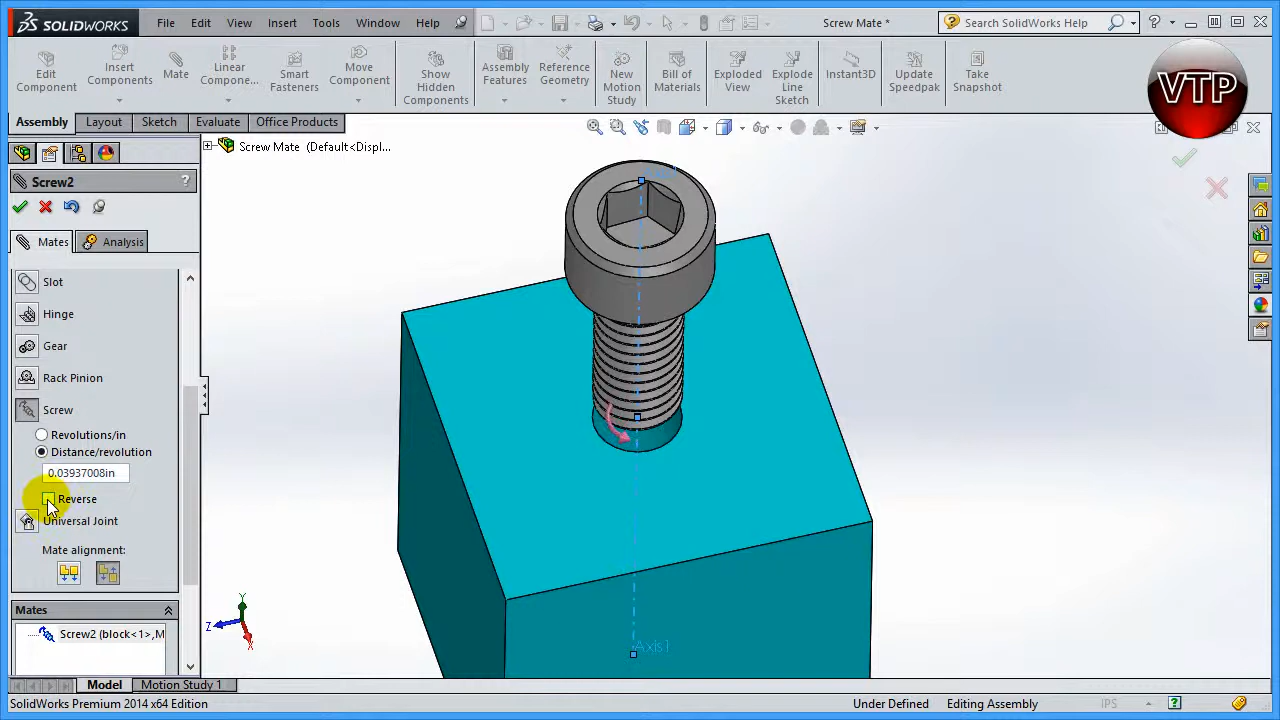 SOLIDWORKS
File Edit View Insert Tools Window Help
Screw Mate *
Search SolidWorks Help
?
Edit Component
Insert Components
Mate
Linear Compone...
Smart Fasteners
Move Component
Show Hidden Components
Assembly Features
Reference Geometry
New Motion Study
Bill of Materials
Exploded View
Explode Line Sketch
Instant3D
Update Speedpak
Take Snapshot
VTP
Assembly Layout Sketch Evaluate Office Products
Screw Mate (Default<Displ...
Screw2
?
Mates
Analysis
Slot
Hinge
Gear
Rack Pinion
Screw
Revolutions/in
Distance/revolution
0.03937008in
Reverse
Universal Joint
Mate alignment:
Mates
Screw2 (block<1>,M
Y
Z
X
Axis1
Model
Motion Study 1
SolidWorks Premium 2014 x64 Edition
Under Defined
Editing Assembly
IPS
?